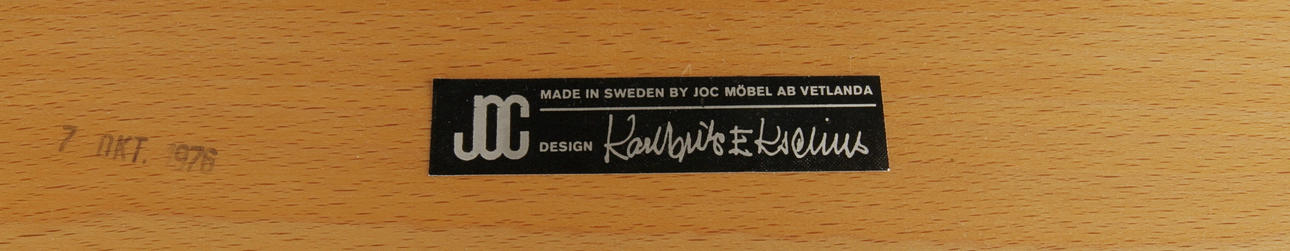 7 OKT. 1976
JOC
MADE IN SWEDEN BY JOC MÖBEL AB VETLANDA
DESIGN Karl Erik Ekselius